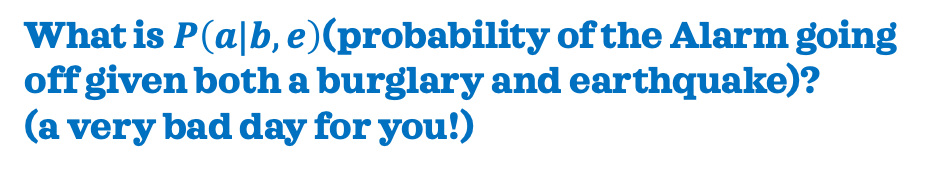 What is P(a|b, e)(probability of the Alarm going
off given both a burglary and earthquake)?
(a very bad day for you!)